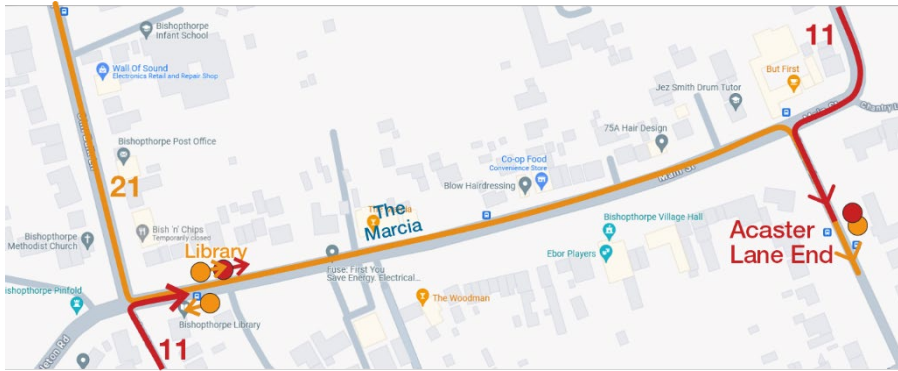 11
Bishopthorpe
Infant School
Wall Of Sound
Electronics Retail and Repair Shop
But First
Jez Smith Drum Tutor
Bishopthorpe Post Office
75A Hair Design
Main St
Co-op Food
Convenience Store
Blow Hairdressing
21
The
Marcia
Bish 'n' Chips
Temporarily closed
Bishopthorpe
Methodist Church
Library
Bishopthorpe Village Hall
Ebor Players
Acaster
Lane End
Fuse: First You
Save Energy. Electrical...
The Woodman
Bishopthorpe Library
11